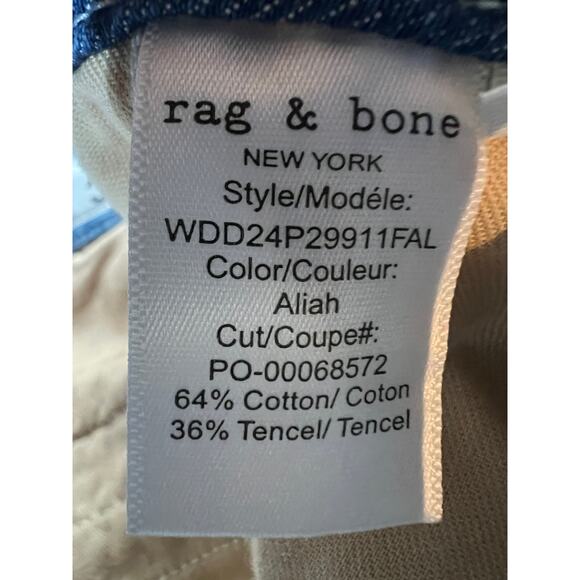 rag & bone
NEW YORK
Style/Modéle:
WDD24P29911FAL
Color/Couleur:
Aliah
Cut/Coupe#:
PO-00068572
64% Cotton/ Coton
36% Tencel/ Tencel